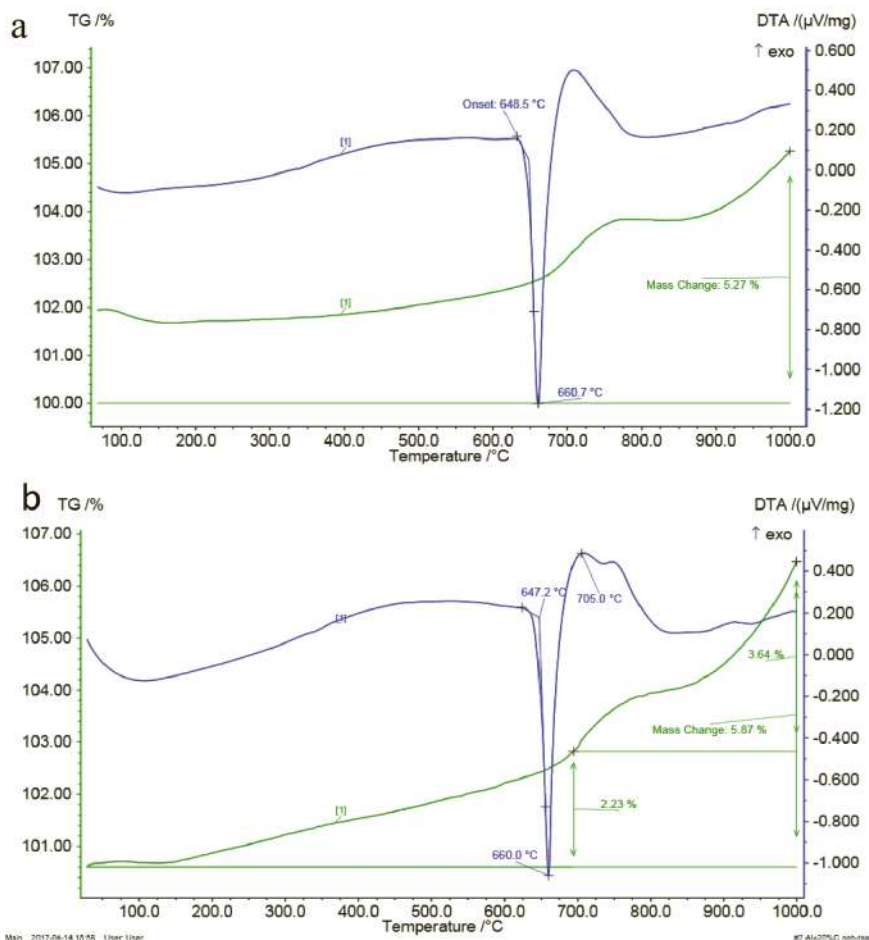 a
TG /%
DTA /(µV/mg)
↑ exo
0.600
107.00
0.400
Onset: 648.5 °C
106.00
[1]
0.200
105.00
0.000
104.00
-0.200
103.00
-0.400
Mass Change: 5.27 %
102.00
[1]
-0.600
-0.800
101.00
-1.000
660.7 °C
100.00
-1.200
100.0 200.0 300.0 400.0 500.0 600.0 700.0 800.0 900.0 1000.0
Temperature /°C
b
TG /%
DTA /(µV/mg)
↑ exo
107.00
0.400
106.00
647.2 °C
705.0 °C
0.200
[1]
105.00
0.000
3.64 %
104.00
-0.200
Mass Change: 5.87 %
103.00
-0.400
-0.600
102.00
[1]
2.23 %
-0.800
660.0 °C
101.00
-1.000
100.0 200.0 300.0 400.0 500.0 600.0 700.0 800.0 900.0 1000.0
Temperature /°C
Main 2017-04-14 User: User